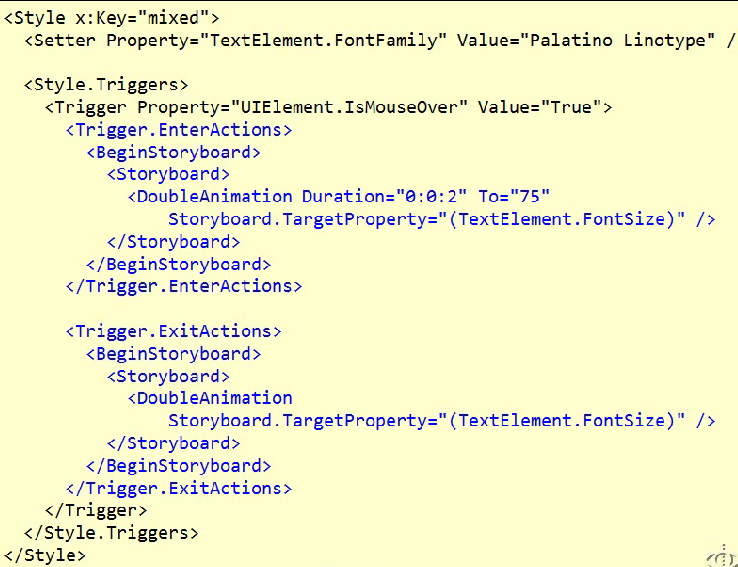 <Style x:Key="mixed">
<Setter Property="TextElement.FontFamily" Value="Palatino Linotype" /
<Style.Triggers>
<Trigger Property="UIElement.IsMouseOver" Value="True">
<Trigger.EnterActions>
<BeginStoryboard>
<Storyboard>
<DoubleAnimation Duration="0:0:2" To="75"
Storyboard.TargetProperty="(TextElement.FontSize)" />
</Storyboard>
</BeginStoryboard>
</Trigger.EnterActions>
<Trigger.ExitActions>
<BeginStoryboard>
<Storyboard>
<DoubleAnimation
Storyboard.TargetProperty="(TextElement.FontSize)" />
</Storyboard>
</BeginStoryboard>
</Trigger.ExitActions>
</Trigger>
</Style.Triggers>
</Style>